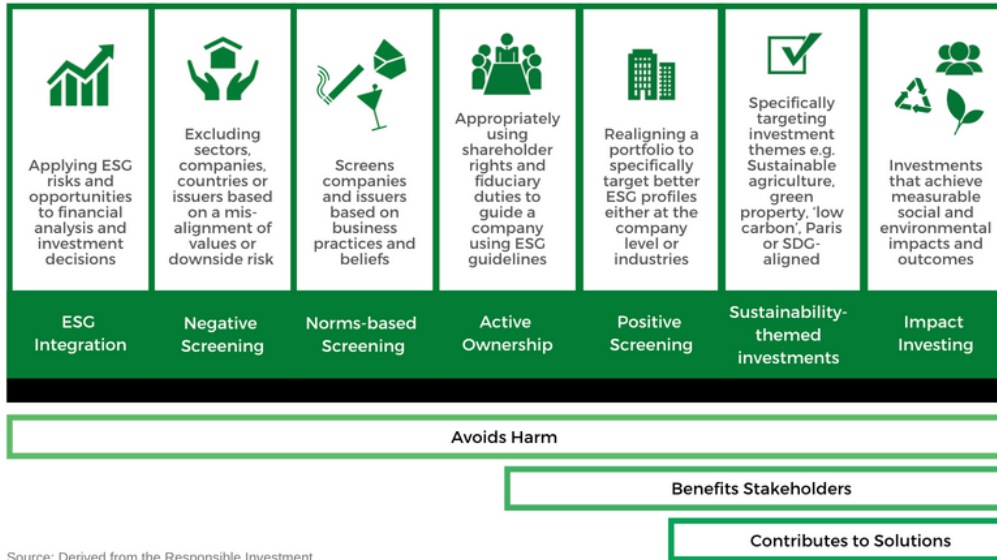 Applying ESG
risks and
opportunities
to financial
analysis and
investment
decisions
Excluding
sectors,
companies,
countries or
issuers based
on a mis-
alignment of
values or
downside risk
Screens
companies
and issuers
based on
business
practices and
beliefs
Appropriately
using
shareholder
rights and
fiduciary
duties to
guide a
company
using ESG
guidelines
Realigning a
portfolio to
specifically
target better
ESG profiles
either at the
company
level or
industries
Specifically
targeting
investment
themes e.g.
Sustainable
agriculture,
green
property, 'low
carbon', Paris
or SDG-
aligned
Investments
that achieve
measurable
social and
environmental
impacts and
outcomes
ESG
Integration
Negative
Screening
Norms-based
Screening
Active
Ownership
Positive
Screening
Sustainability-
themed
investments
Impact
Investing
Avoids Harm
Benefits Stakeholders
Contributes to Solutions
Source: Derived from the Responsible Investment